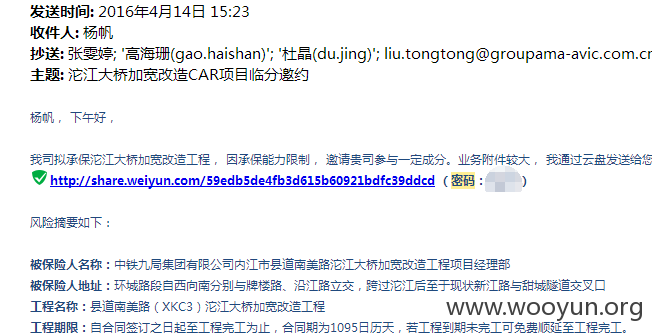 发送时间: 2016年4月14日 15:23
收件人: 杨帆
抄送: 张雯婷; '高海珊(gao.haishan)'; '杜晶(du.jing)'; liu.tongtong@groupama-avic.com.cn
主题: 沱江大桥加宽改造CAR项目临分邀约
杨帆， 下午好，
我司拟承保沱江大桥加宽改造工程， 因承保能力限制， 邀请贵司参与一定成分。业务附件较大， 我通过云盘发送给您
http://share.weiyun.com/59edb5de4fb3d615b60921bdfc39ddcd （密码：）
风险摘要如下：
被保险人名称：中铁九局集团有限公司内江市县道南美路沱江大桥加宽改造工程项目经理部
被保险人地址：环城路段自西向南分别与牌楼路、沿江路立交，跨过沱江后至于现状新江路与甜城隧道交叉口
工程名称：县道南美路（XKC3）沱江大桥加宽改造工程
工程期限：自合同签订之日起至工程完工为止，合同期为1095日历天，若工程到期未完工可免费顺延至工程完工。
www.wooyun.org